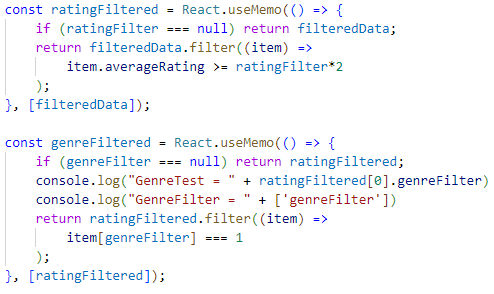 const ratingFiltered = React.useMemo(() => {
    if (ratingFilter === null) return filteredData;
    return filteredData.filter((item) =>
        item.averageRating >= ratingFilter*2
    );
}, [filteredData]);

const genreFiltered = React.useMemo(() => {
    if (genreFilter === null) return ratingFiltered;
    console.log("GenreTest = " + ratingFiltered[0].genreFilter)
    console.log("GenreFilter = " + ['genreFilter'])
    return ratingFiltered.filter((item) =>
        item[genreFilter] === 1
    );
}, [ratingFiltered]);